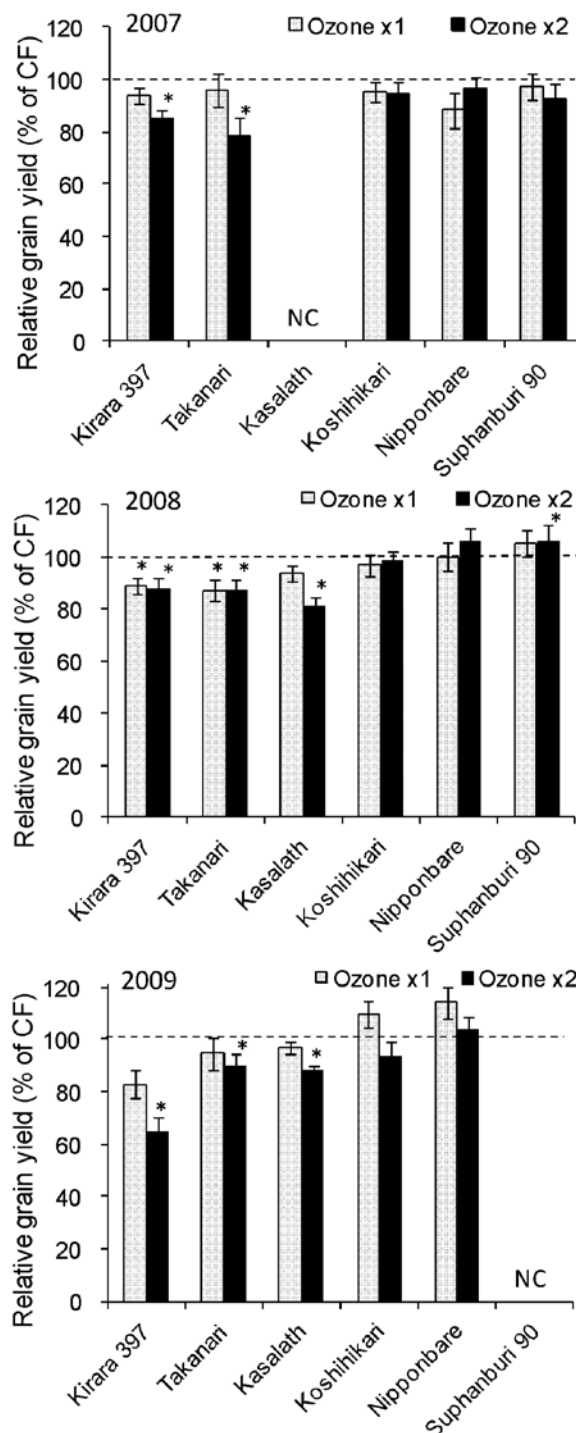 2007
Ozone x1 Ozone x2
Relative grain yield (% of CF)
120
100
80
60
40
20
0
* *
NC
Kirara 397
Takanari
Kasalath
Koshihikari
Nipponbare
Suphanburi 90
2008
Ozone x1 Ozone x2
Relative grain yield (% of CF)
120
100
80
60
40
20
0
* * * * * *
Kirara 397
Takanari
Kasalath
Koshihikari
Nipponbare
Suphanburi 90
2009
Ozone x1 Ozone x2
Relative grain yield (% of CF)
120
100
80
60
40
20
0
* * *
NC
Kirara 397
Takanari
Kasalath
Koshihikari
Nipponbare
Suphanburi 90